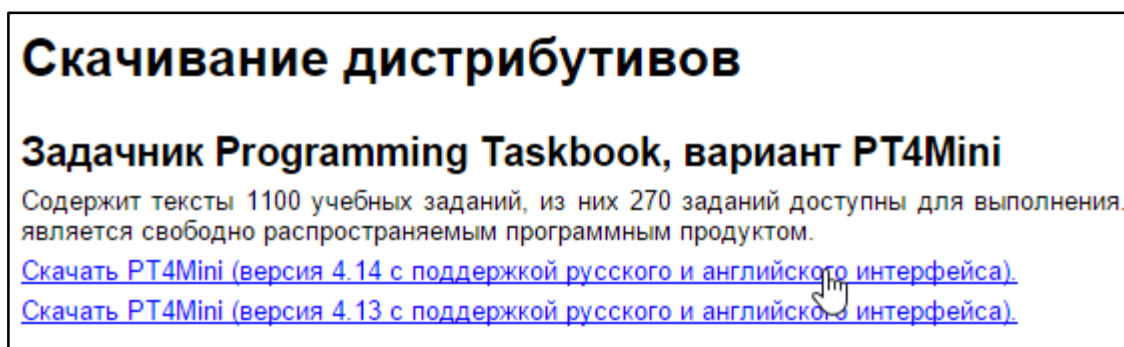 Скачивание дистрибутивов
Задачник Programming Taskbook, вариант PT4Mini
Содержит тексты 1100 учебных заданий, из них 270 заданий доступны для выполнения.
является свободно распространяемым программным продуктом.
Скачать PT4Mini (версия 4.14 с поддержкой русского и английского интерфейса).
Скачать PT4Mini (версия 4.13 с поддержкой русского и английского интерфейса).